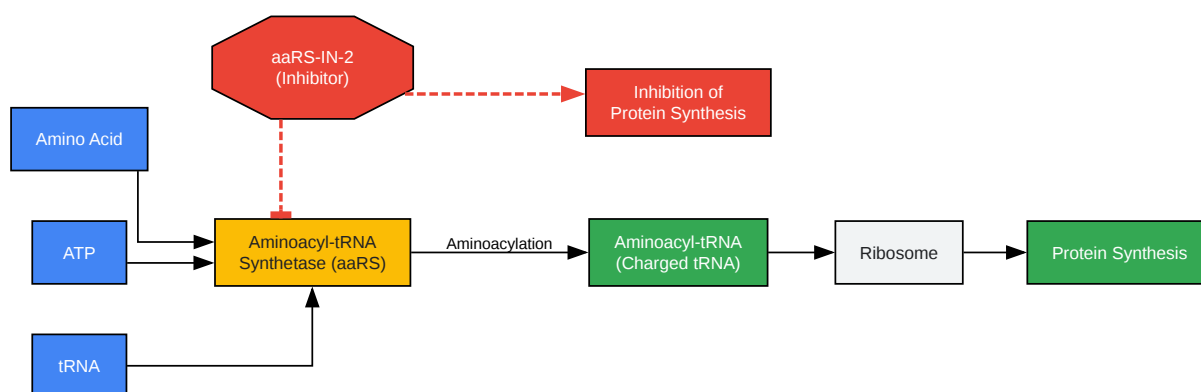 aaRS-IN-2
(Inhibitor)
Inhibition of
Protein Synthesis
Amino Acid
ATP
tRNA
Aminoacyl-tRNA
Synthetase (aaRS)
Aminoacylation
Aminoacyl-tRNA
(Charged tRNA)
Ribosome
Protein Synthesis